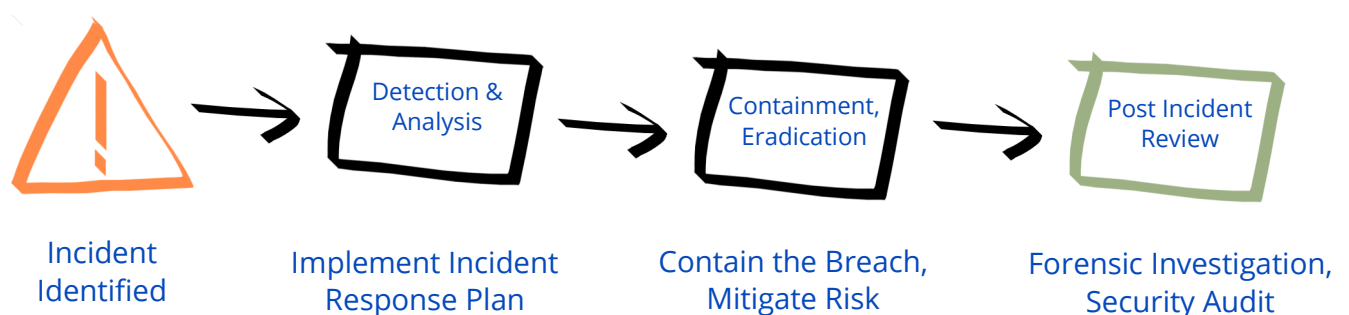 Detection &
Analysis
Containment,
Eradication
Post Incident
Review
Incident
Identified
Implement Incident
Response Plan
Contain the Breach,
Mitigate Risk
Forensic Investigation,
Security Audit